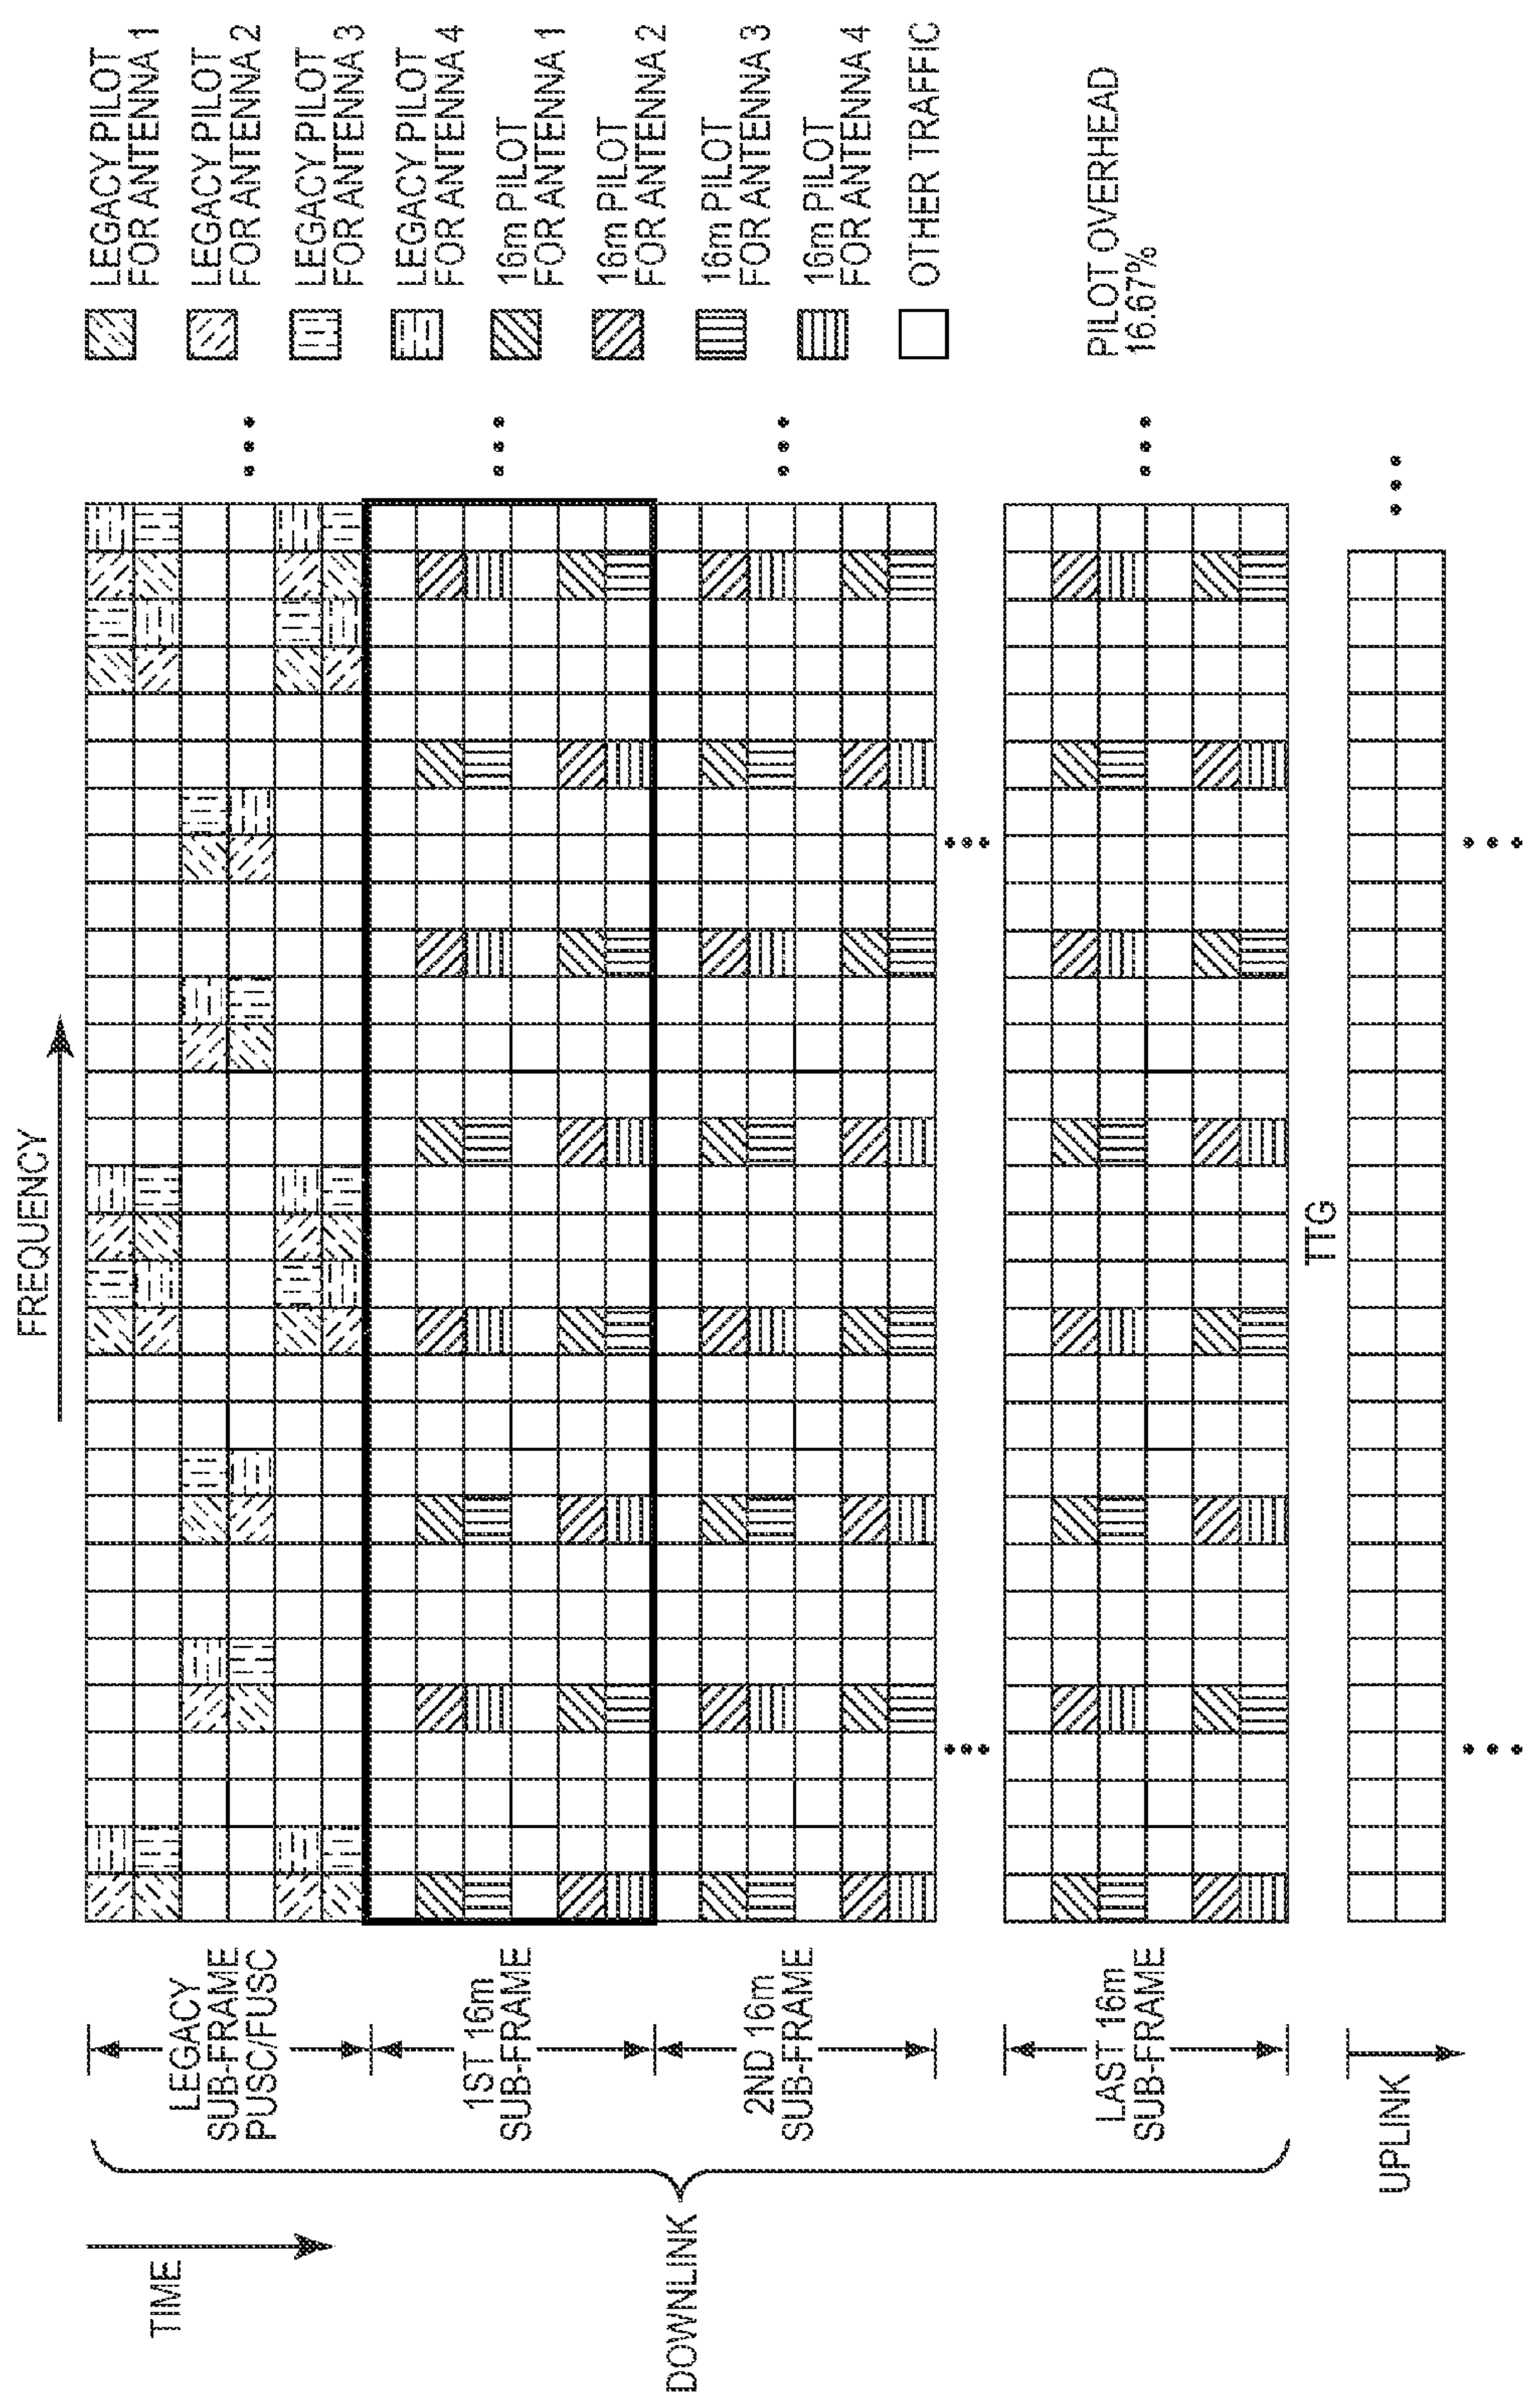 FREQUENCY
TIME
DOWNLINK
LEGACY
SUB-FRAME
PUSC/FUSC
1ST 16m
SUB-FRAME
2ND 16m
SUB-FRAME
LAST 16m
SUB-FRAME
TTG
UPLINK
LEGACY PILOT
FOR ANTENNA 1
LEGACY PILOT
FOR ANTENNA 2
LEGACY PILOT
FOR ANTENNA 3
LEGACY PILOT
FOR ANTENNA 4
16m PILOT
FOR ANTENNA 1
16m PILOT
FOR ANTENNA 2
16m PILOT
FOR ANTENNA 3
16m PILOT
FOR ANTENNA 4
OTHER TRAFFIC
PILOT OVERHEAD
16.67%